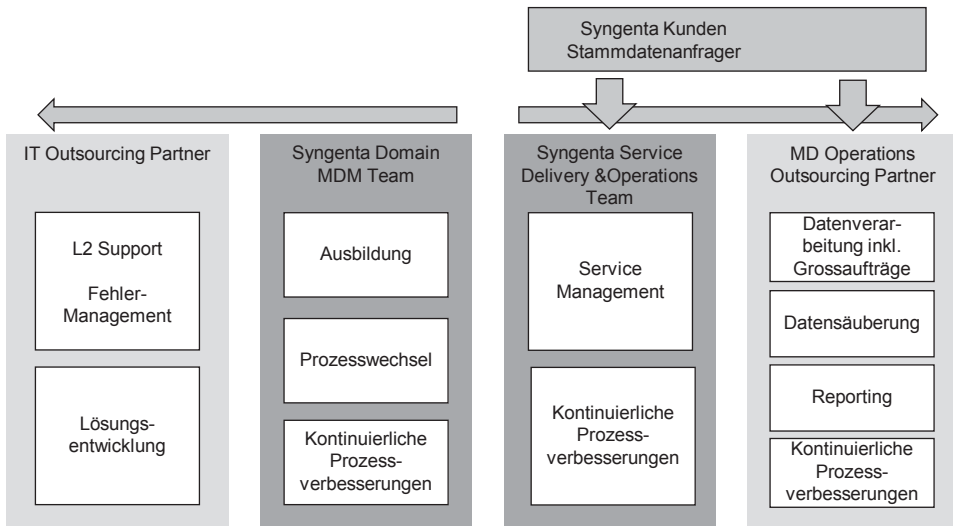 Syngenta Kunden
Stammdatenanfrager
IT Outsourcing Partner
L2 Support
Fehler-
Management
Lösungs-
entwicklung
Syngenta Domain
MDM Team
Ausbildung
Prozesswechsel
Kontinuierliche
Prozess-
verbesserungen
Syngenta Service
Delivery &Operations
Team
Service
Management
Kontinuierliche
Prozess-
verbesserungen
MD Operations
Outsourcing Partner
Datenverar-
beitung inkl.
Grossaufträge
Datensäuberung
Reporting
Kontinuierliche
Prozess-
verbesserungen